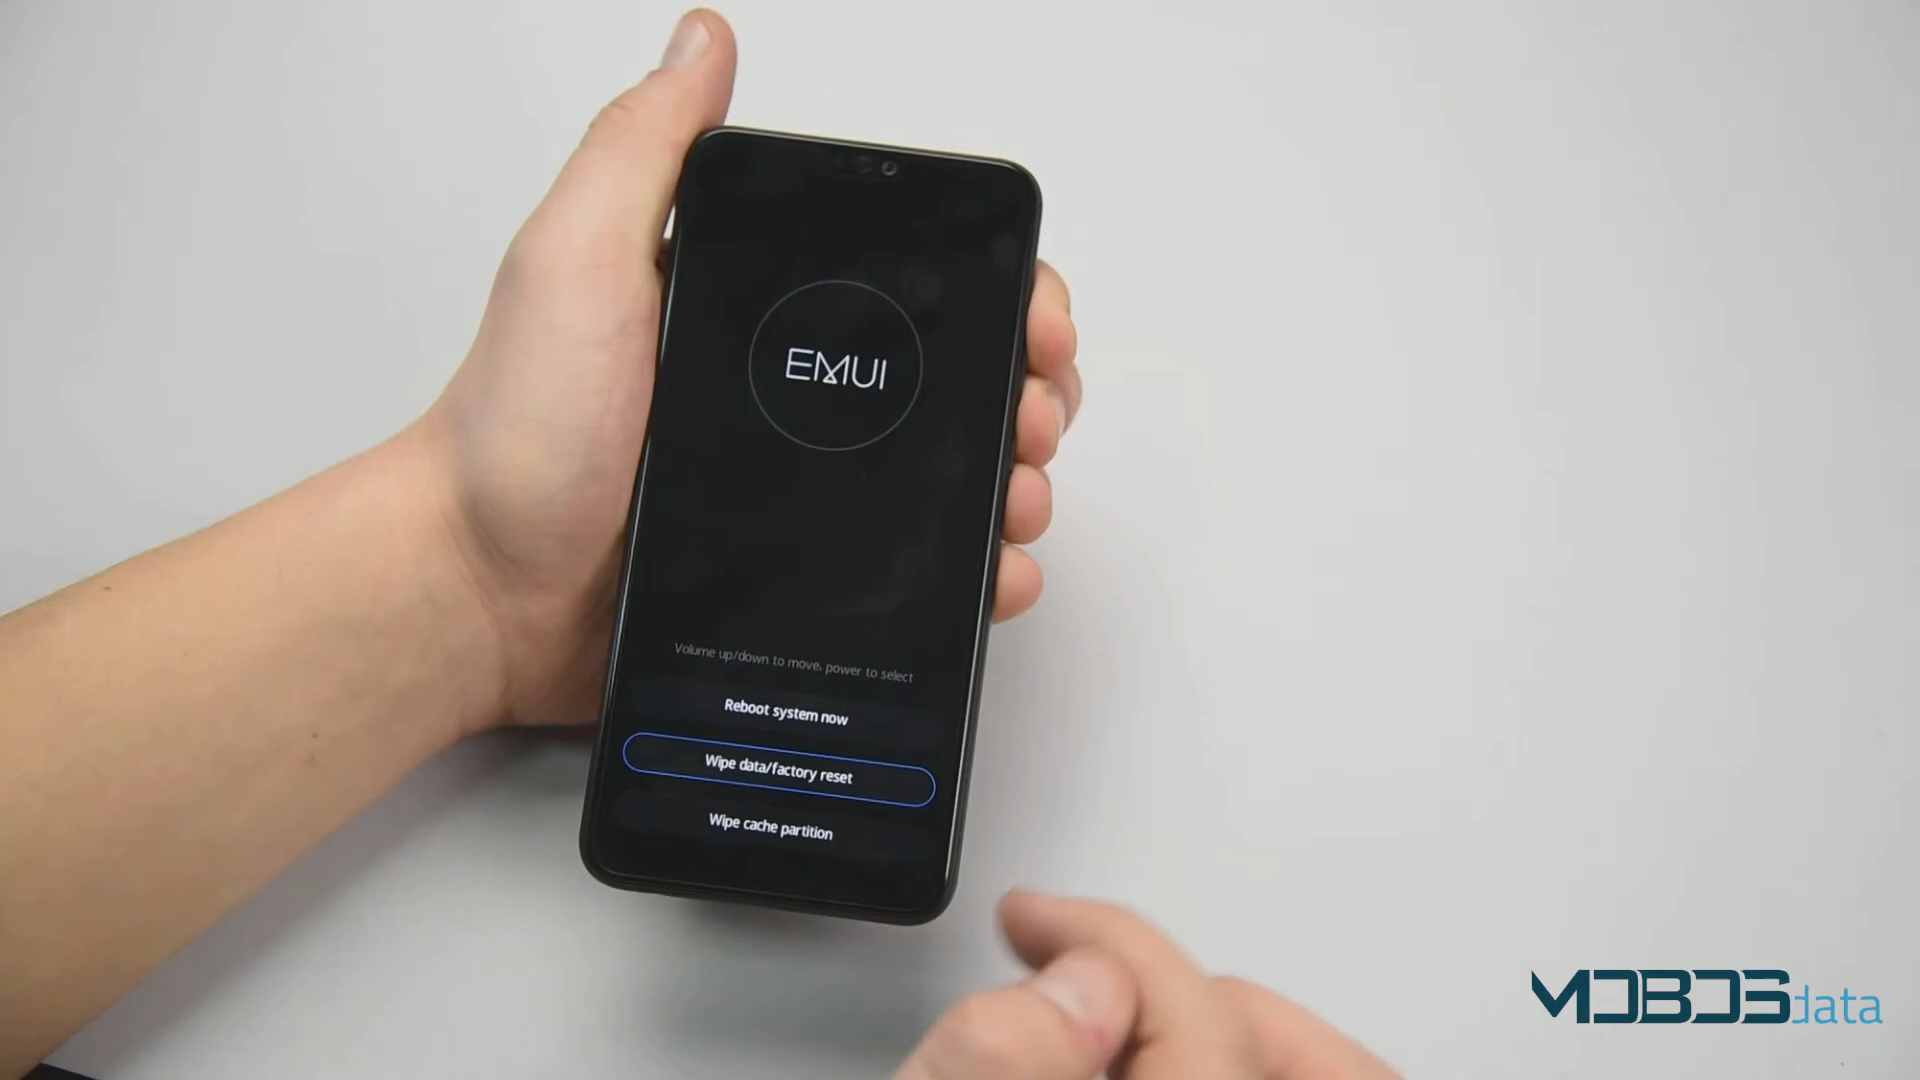 EMUI
Volume up/down to move, power to select
Reboot system now
Wipe data/factory reset
Wipe cache partition
MOBOSdata